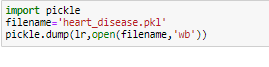 import pickle
filename='heart_disease.pkl'
pickle.dump(lr,open(filename,'wb'))